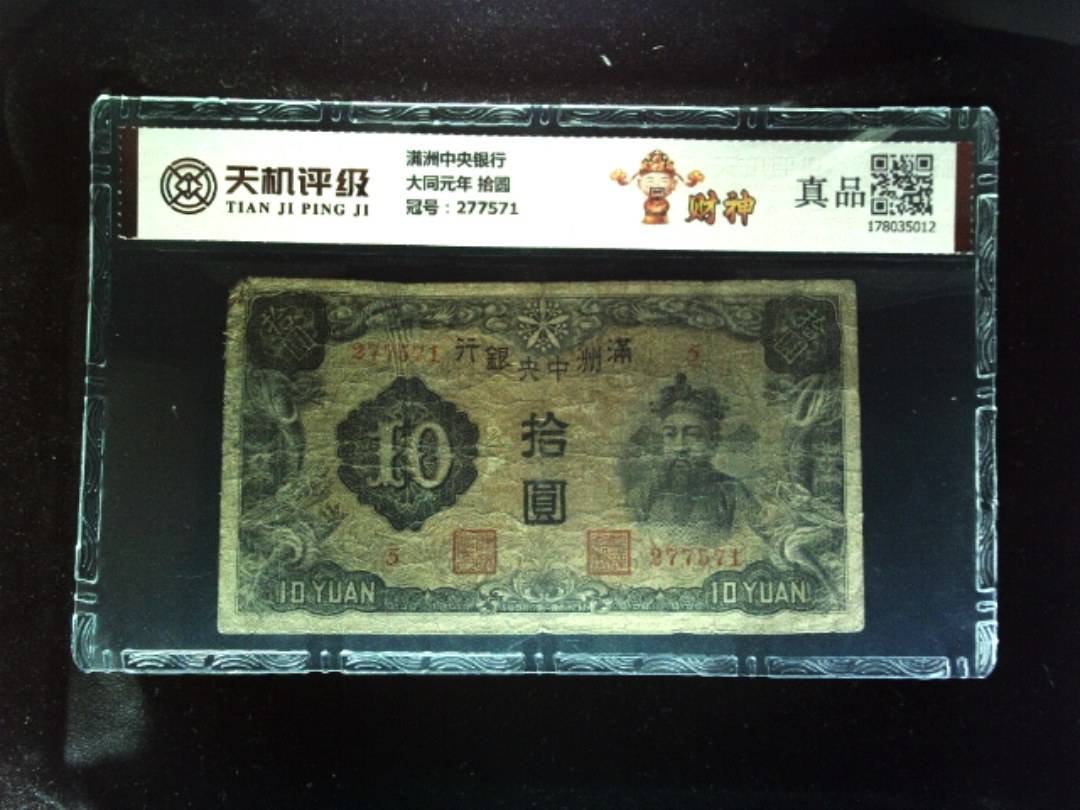 天机评级
TIAN JI PING JI
满洲中央银行
大同元年 拾圆
冠号：277571
财神
真品
178035012
277571
行銀央中洲滿
5
10
拾
圓
5
277571
10 YUAN
10 YUAN